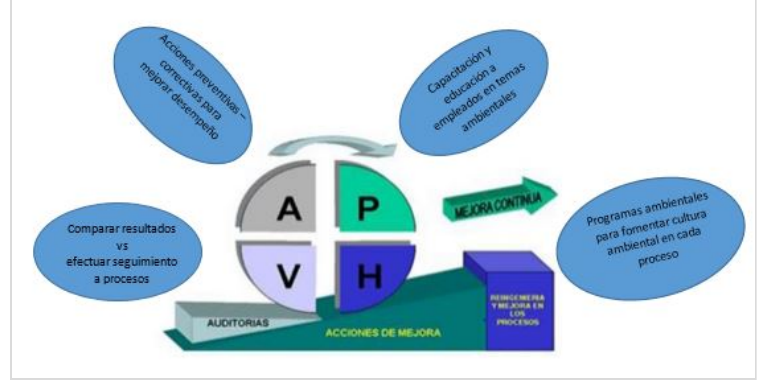 Acciones preventivas –
correctivas para
mejorar desempeño
Capacitación y
educación a
empleados en temas
ambientales
Comparar resultados
vs
efectuar seguimiento
a procesos
A
P
V
H
MEJORA CONTINUA
Programas ambientales
para fomentar cultura
ambiental en cada
proceso
AUDITORIAS
ACCIONES DE MEJORA
REINGENIERIA
Y MEJORA EN
LOS
PROCESOS